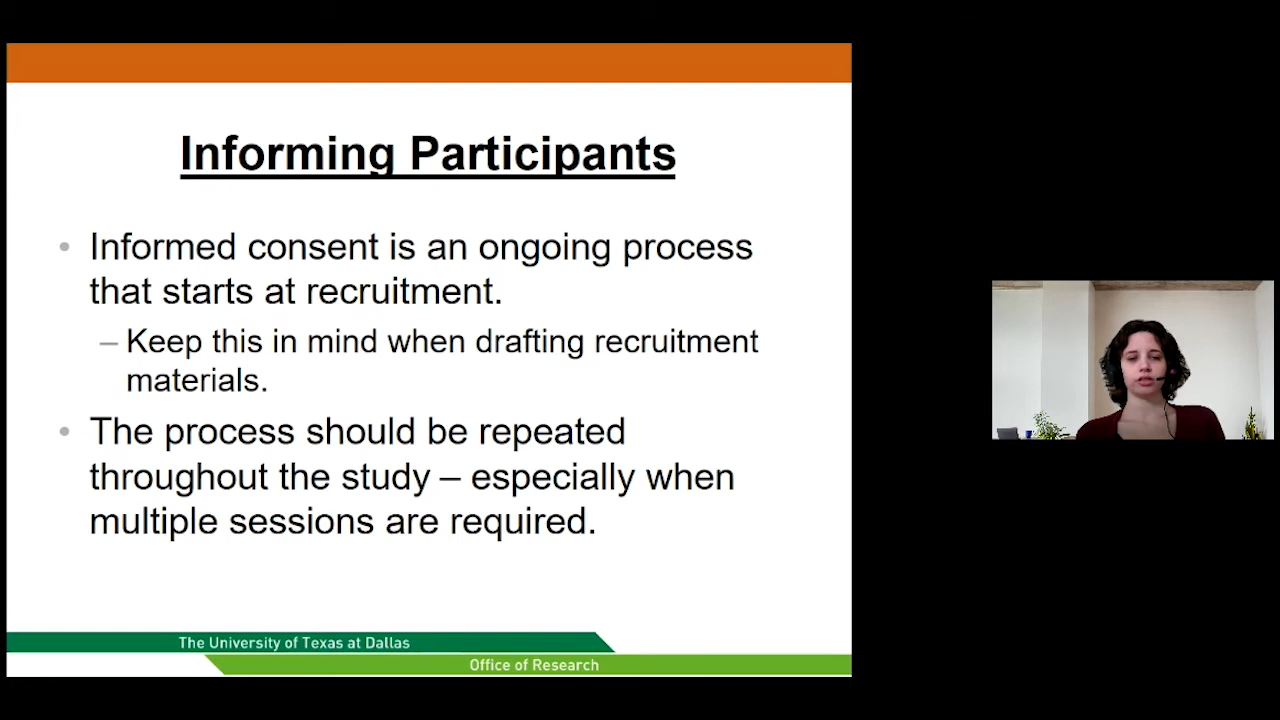 Informing Participants
• Informed consent is an ongoing process
that starts at recruitment.
– Keep this in mind when drafting recruitment
materials.
• The process should be repeated
throughout the study – especially when
multiple sessions are required.
The University of Texas at Dallas
Office of Research